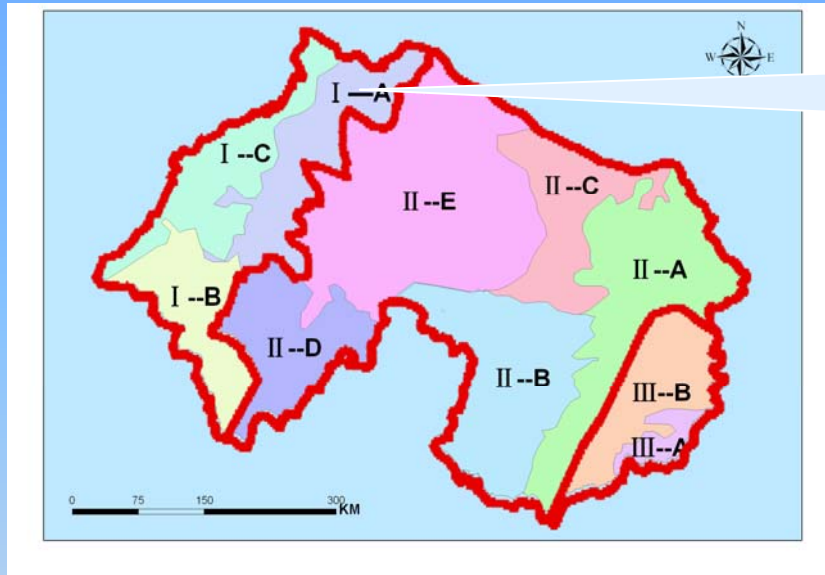 N
W E
Ⅰ —A
Ⅰ --C
Ⅱ --C
Ⅱ --E
Ⅱ --A
Ⅰ --B
Ⅱ --D
Ⅱ --B
Ⅲ--B
Ⅲ--A
0 75 150 300
KM